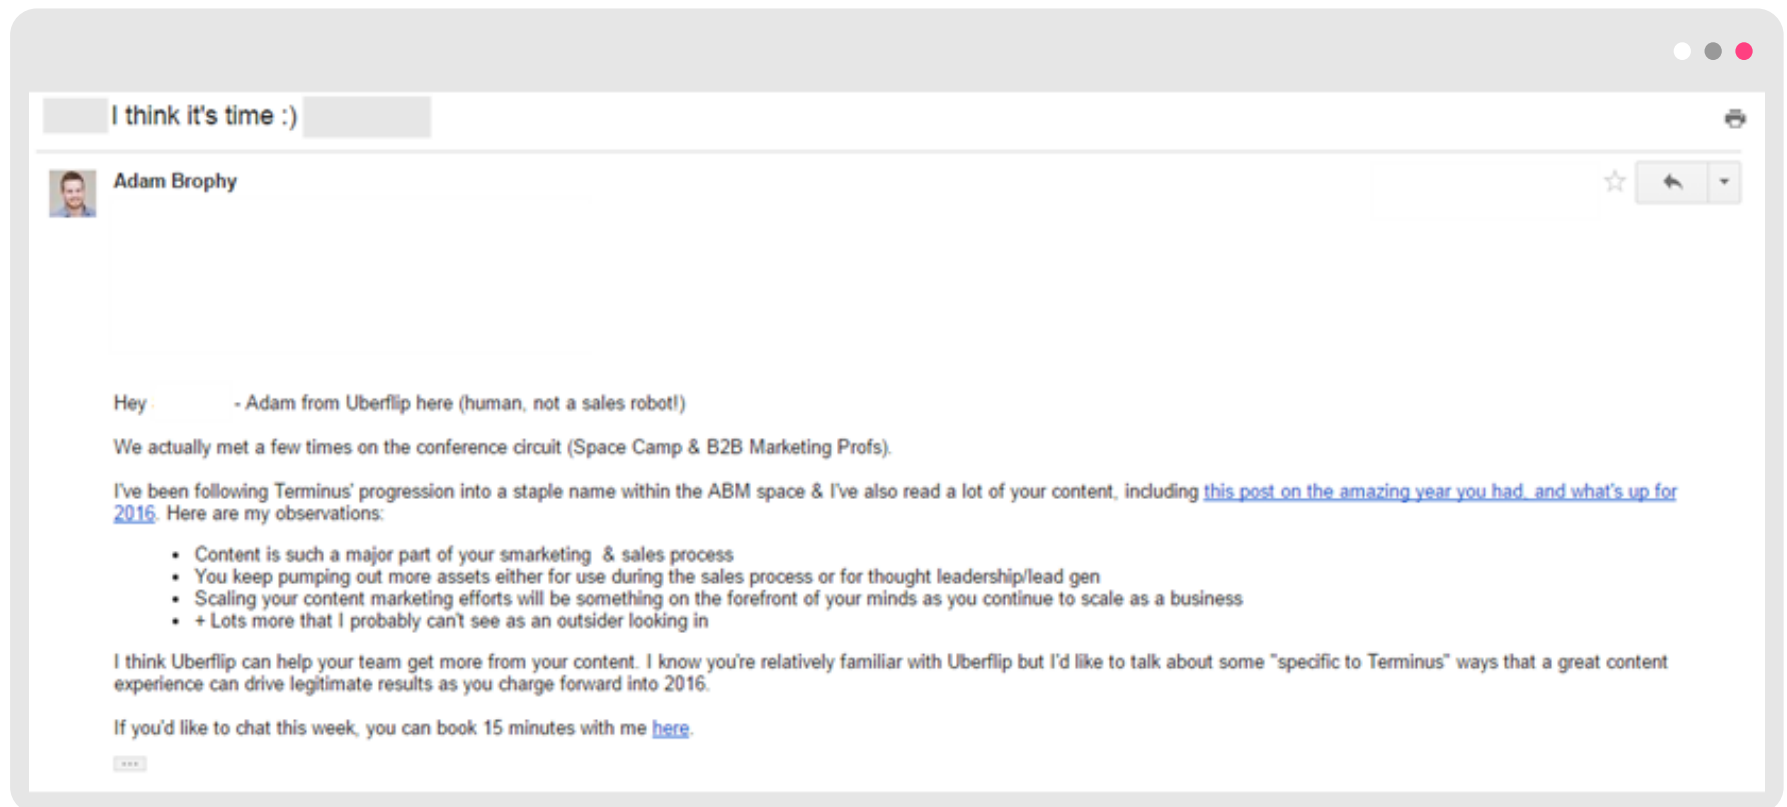 I think it's time :)
Adam Brophy
Hey - Adam from Uberflip here (human, not a sales robot!)
We actually met a few times on the conference circuit (Space Camp & B2B Marketing Profs).
I've been following Terminus' progression into a staple name within the ABM space & I've also read a lot of your content, including this post on the amazing year you had, and what's up for
2016. Here are my observations:
• Content is such a major part of your smarketing & sales process
• You keep pumping out more assets either for use during the sales process or for thought leadership/lead gen
• Scaling your content marketing efforts will be something on the forefront of your minds as you continue to scale as a business
• + Lots more that I probably can't see as an outsider looking in
I think Uberflip can help your team get more from your content. I know you're relatively familiar with Uberflip but I'd like to talk about some "specific to Terminus" ways that a great content
experience can drive legitimate results as you charge forward into 2016.
If you'd like to chat this week, you can book 15 minutes with me here.